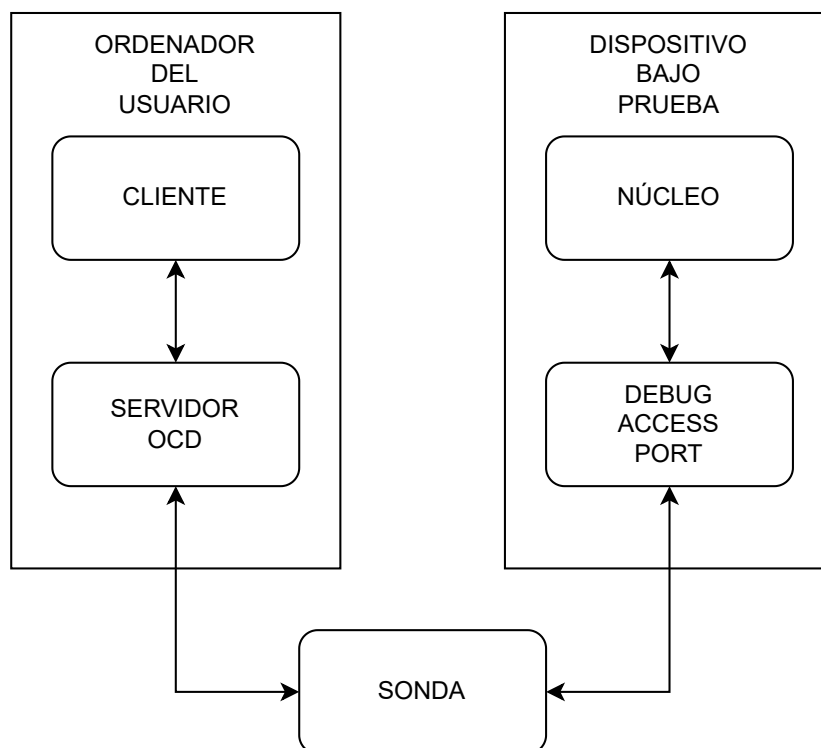 ORDENADOR
DEL
USUARIO
CLIENTE
SERVIDOR
OCD
DISPOSITIVO
BAJO
PRUEBA
NÚCLEO
DEBUG
ACCESS
PORT
SONDA